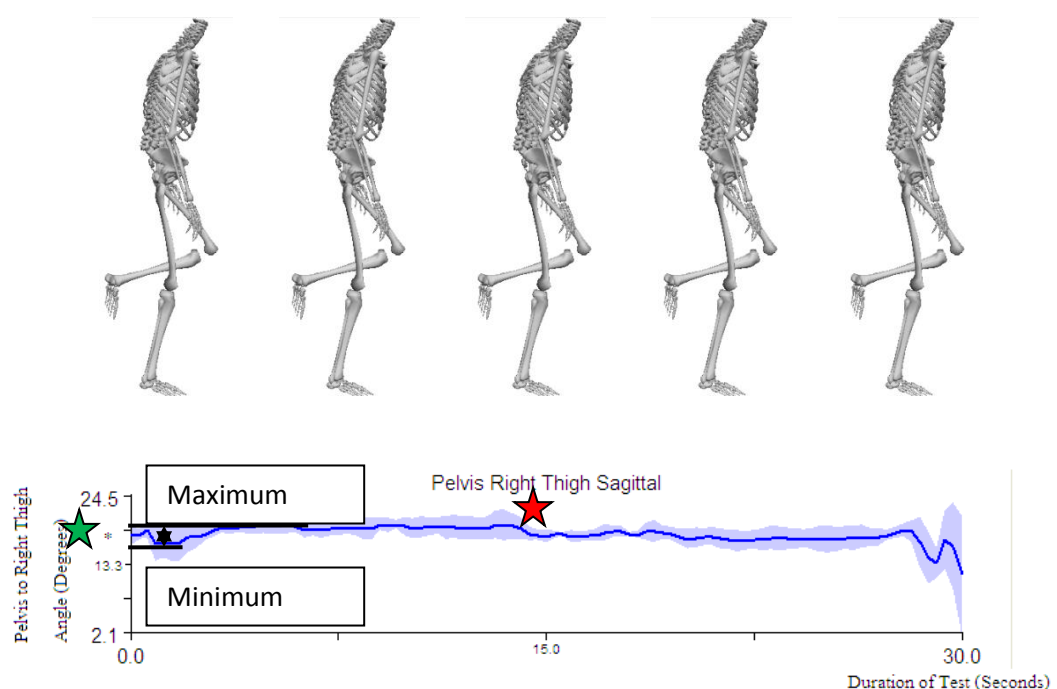 Pelvis Right Thigh Sagittal
Maximum
Minimum
Pelvis to Right Thigh
Angle (Degrees)
24.5
*
13.3
2.1
0.0
15.0
30.0
Duration of Test (Seconds)